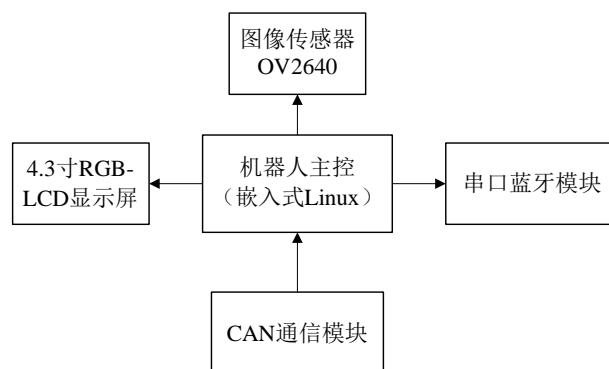 图像传感器
OV2640
4.3寸RGB-
LCD显示屏
机器人主控
（嵌入式Linux）
串口蓝牙模块
CAN通信模块